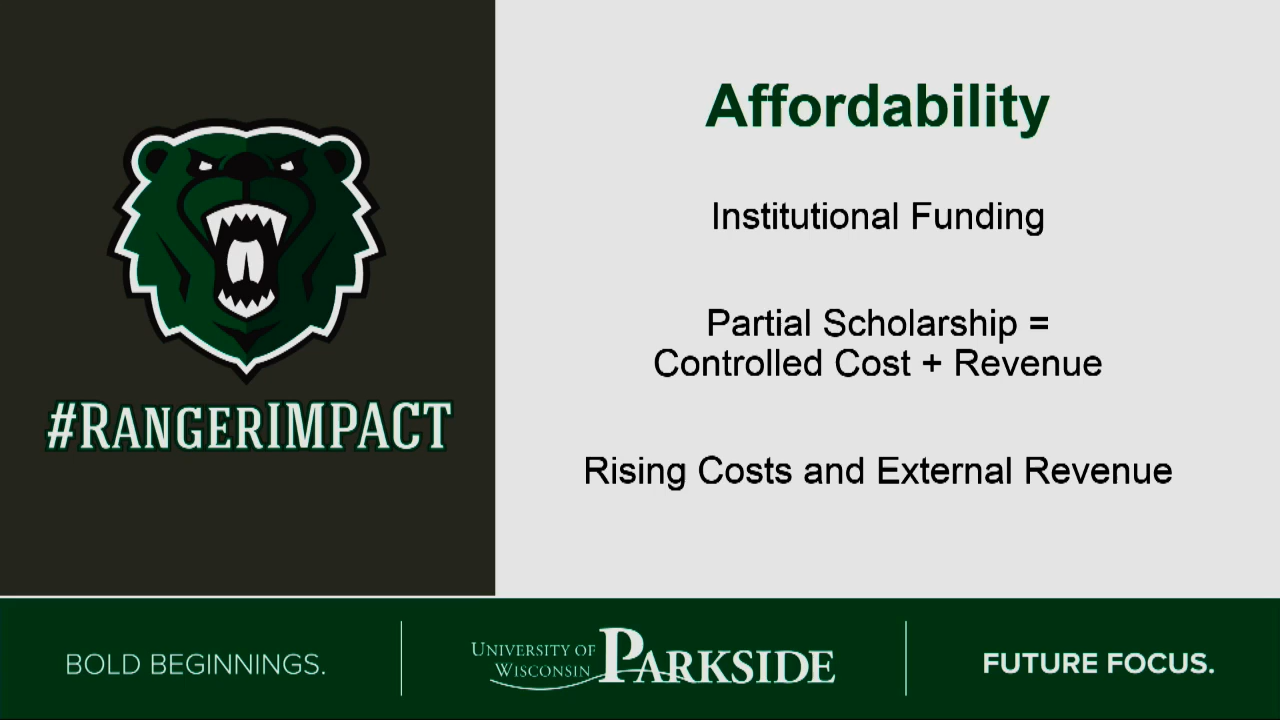 #RANGERIMPACT
Affordability
Institutional Funding
Partial Scholarship =
Controlled Cost + Revenue
Rising Costs and External Revenue
BOLD BEGINNINGS.
UNIVERSITY OF
WISCONSIN
PARKSIDE
FUTURE FOCUS.